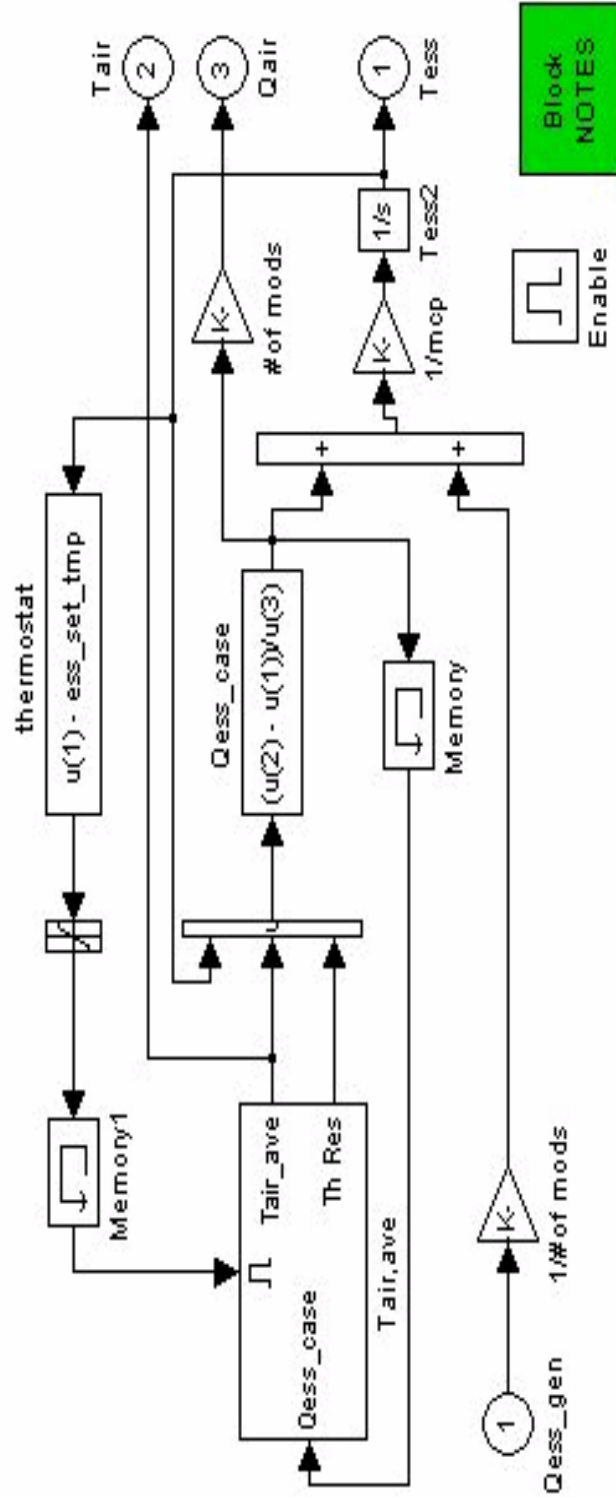 thermostat
u(1) - ess_set_tmp
Memory1
Tair
2
Qess_case
(u(2) - u(1))/u(3)
K-
#of mods
3
Qair
Tair_ave
Th Res
Qess_case
Tair,ave
Memory
+
+
K-
1/mcp
1/s
Tess2
1
Tess
1
Qess_gen
K-
1/#of mods
Enable
Block
NOTES